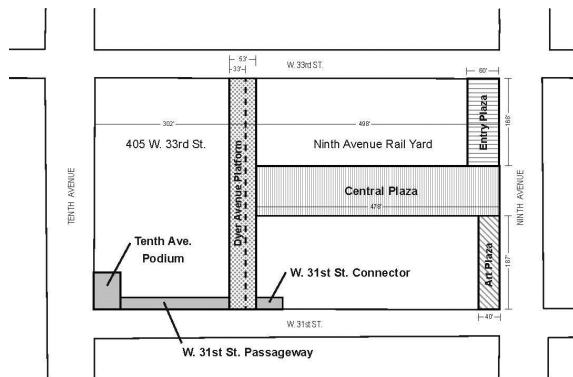 53'
33'
60'
W. 33rd ST.
302'
498'
188'
405 W. 33rd St.
Ninth Avenue Rail Yard
Entry Plaza
Dyer Avenue Platform
TENTH AVENUE
Central Plaza
478'
NINTH AVENUE
Tenth Ave.
Podium
W. 31st St. Connector
Art Plaza
187'
W. 31st ST.
40'
W. 31st St. Passageway